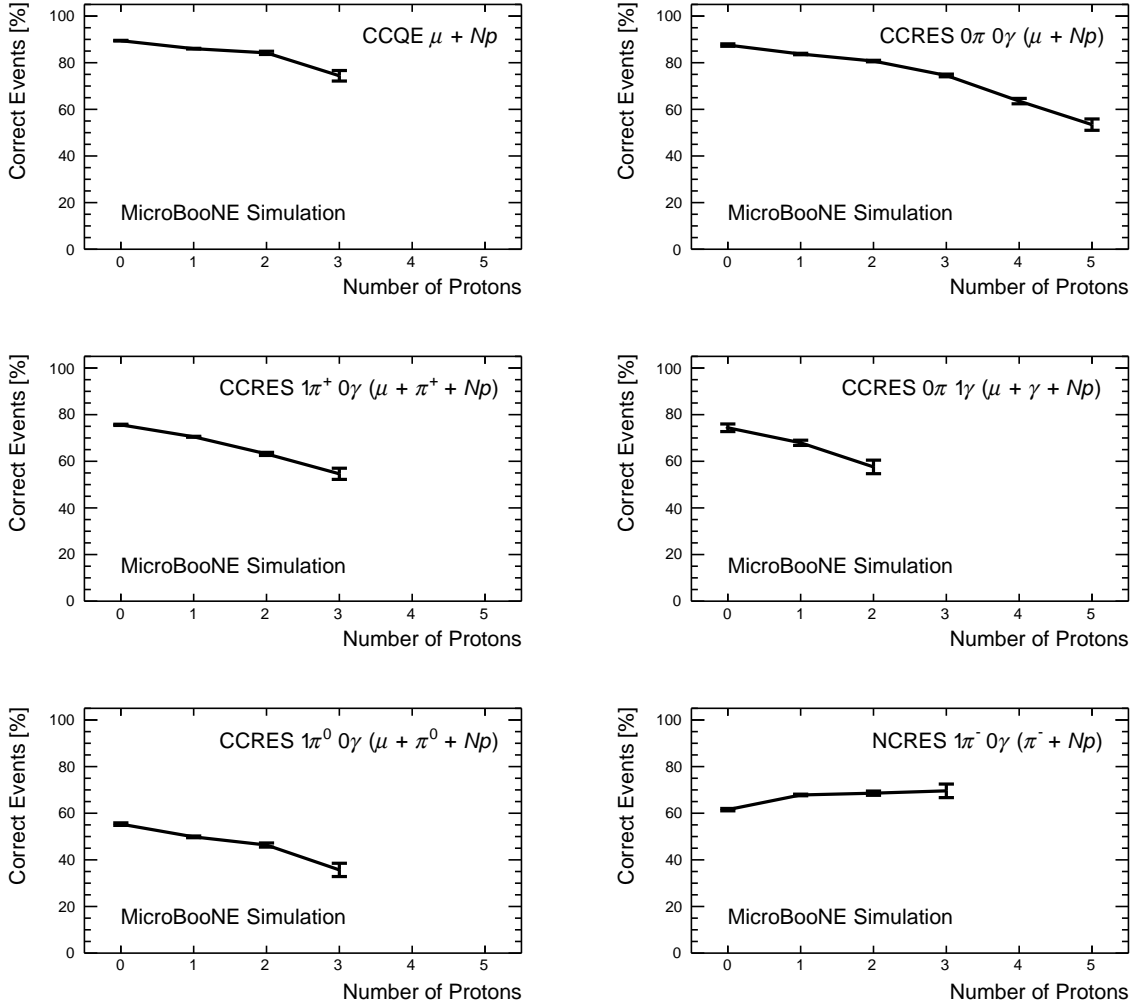 Correct Events [%]
100
80
60
40
20
0
CCQE μ + Np
MicroBooNE Simulation
0 1 2 3 4 5
Number of Protons
Correct Events [%]
100
80
60
40
20
0
CCRES 0π 0γ (μ + Np)
MicroBooNE Simulation
0 1 2 3 4 5
Number of Protons
Correct Events [%]
100
80
60
40
20
0
CCRES 1π⁺ 0γ (μ + π⁺ + Np)
MicroBooNE Simulation
0 1 2 3 4 5
Number of Protons
Correct Events [%]
100
80
60
40
20
0
CCRES 0π 1γ (μ + γ + Np)
MicroBooNE Simulation
0 1 2 3 4 5
Number of Protons
Correct Events [%]
100
80
60
40
20
0
CCRES 1π⁰ 0γ (μ + π⁰ + Np)
MicroBooNE Simulation
0 1 2 3 4 5
Number of Protons
Correct Events [%]
100
80
60
40
20
0
NCRES 1π⁻ 0γ (π⁻ + Np)
MicroBooNE Simulation
0 1 2 3 4 5
Number of Protons